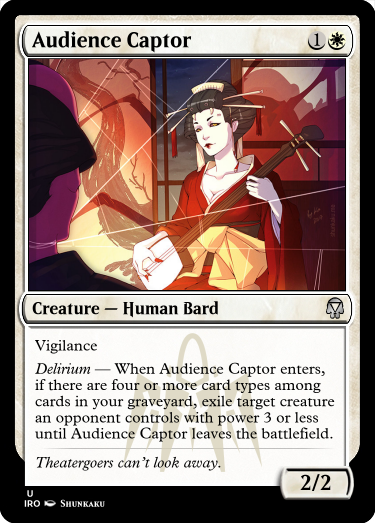 Audience Captor 1
Creature — Human Bard
Vigilance
Delirium — When Audience Captor enters,
if there are four or more card types among
cards in your graveyard, exile target creature
an opponent controls with power 3 or less
until Audience Captor leaves the battlefield.
Theatergoers can't look away.
2/2
U
IRO SHUNKAKU